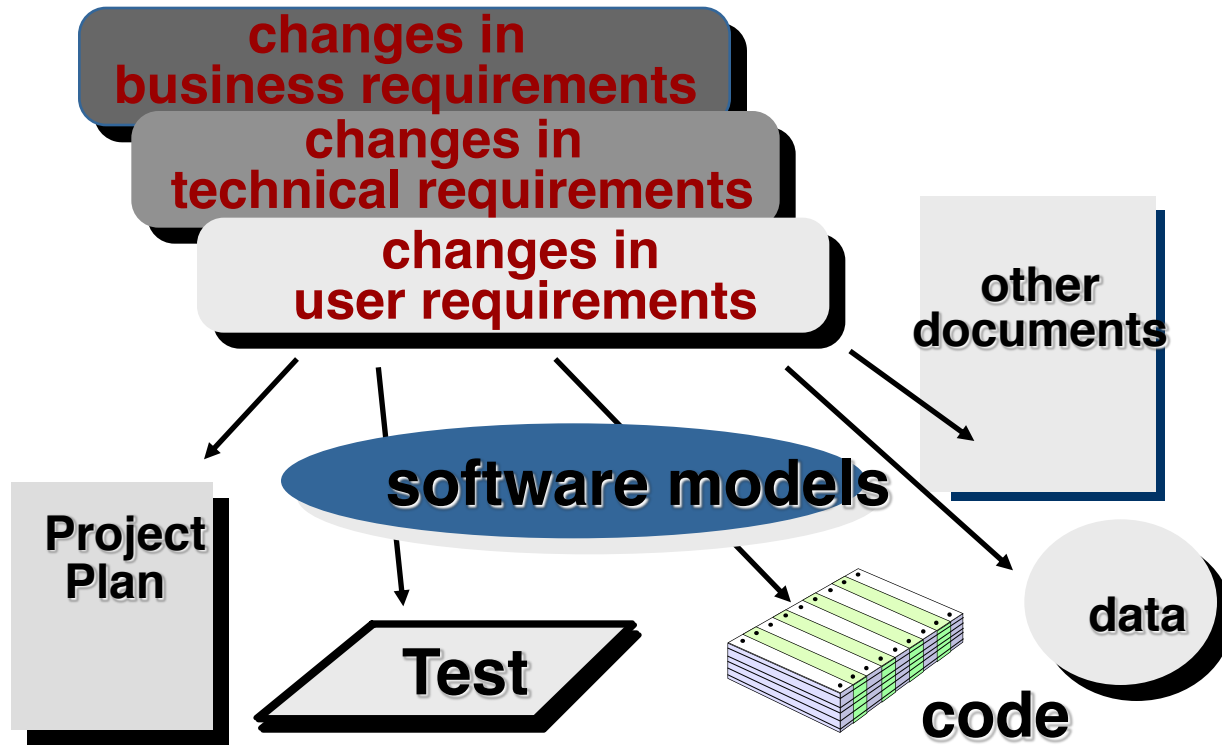 changes in
business requirements
changes in
technical requirements
changes in
user requirements
other
documents
software models
Project
Plan
data
Test
code